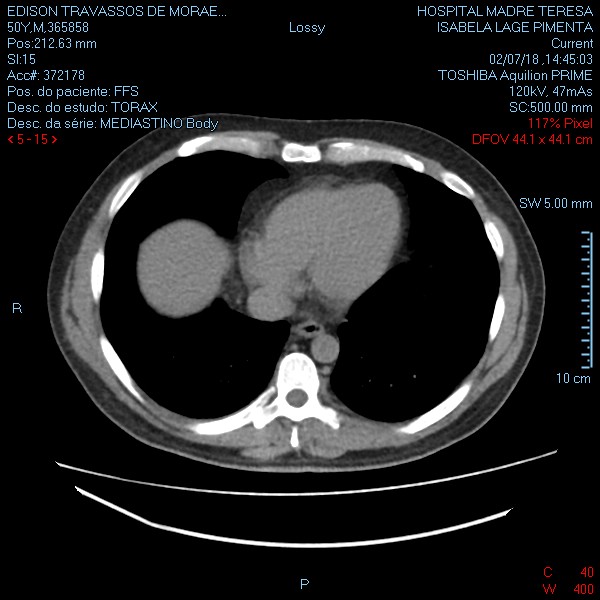 EDISON TRAVASSOS DE MORAE...
50Y,M,365858
Pos:212.63 mm
SI:15
Acc#: 372178
Pos. do paciente: FFS
Desc. do estudo: TORAX
Desc. da série: MEDIASTINO Body
< 5 - 15 >
Lossy
HOSPITAL MADRE TERESA
ISABELA LAGE PIMENTA
Current
02/07/18 ,14:45:03
TOSHIBA Aquilion PRIME
120kV, 47mAs
SC:500.00 mm
117% Pixel
DFOV 44.1 x 44.1 cm
SW 5.00 mm
R
10 cm
P
C 40
W 400